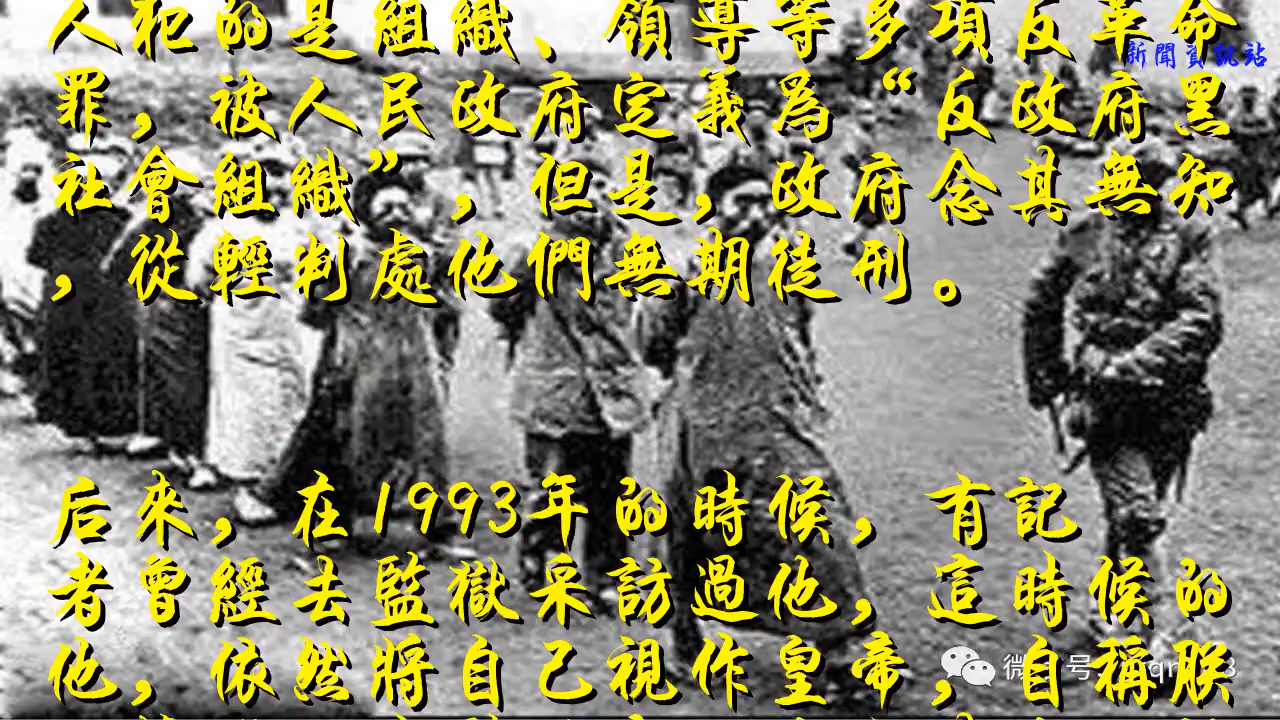 人犯的是組織、領導等多項反革命
新聞資訊站
罪，被人民政府定義爲“反政府黑
社會組織”，但是，政府念其無知
，從輕判處他們無期徒刑。
后來，在1993年的時候，有記
者曾經去監獄采訪過他，這時候的
他，依然將自己視作皇帝，自稱朕